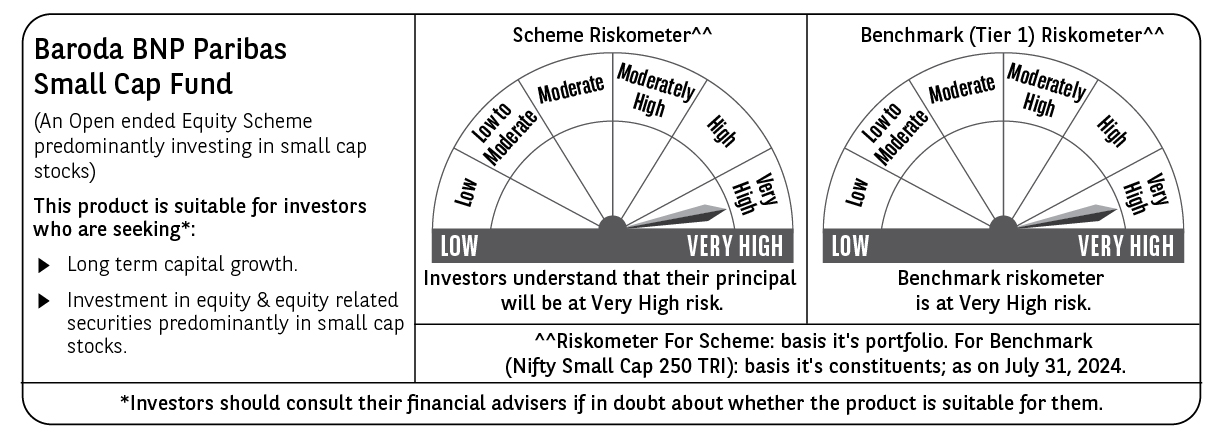 Baroda BNP Paribas
Small Cap Fund
(An Open ended Equity Scheme
predominantly investing in small cap
stocks)
This product is suitable for investors
who are seeking*:
Long term capital growth.
Investment in equity & equity related
securities predominantly in small cap
stocks.
Scheme Riskometer^^
Low
Low to
Moderate
Moderate
Moderately
High
High
Very
High
LOW
VERY HIGH
Investors understand that their principal
will be at Very High risk.
Benchmark (Tier 1) Riskometer^^
Low
Low to
Moderate
Moderate
Moderately
High
High
Very
High
LOW
VERY HIGH
Benchmark riskometer
is at Very High risk.
^^Riskometer For Scheme: basis it's portfolio. For Benchmark
(Nifty Small Cap 250 TRI): basis it's constituents; as on July 31, 2024.
*Investors should consult their financial advisers if in doubt about whether the product is suitable for them.